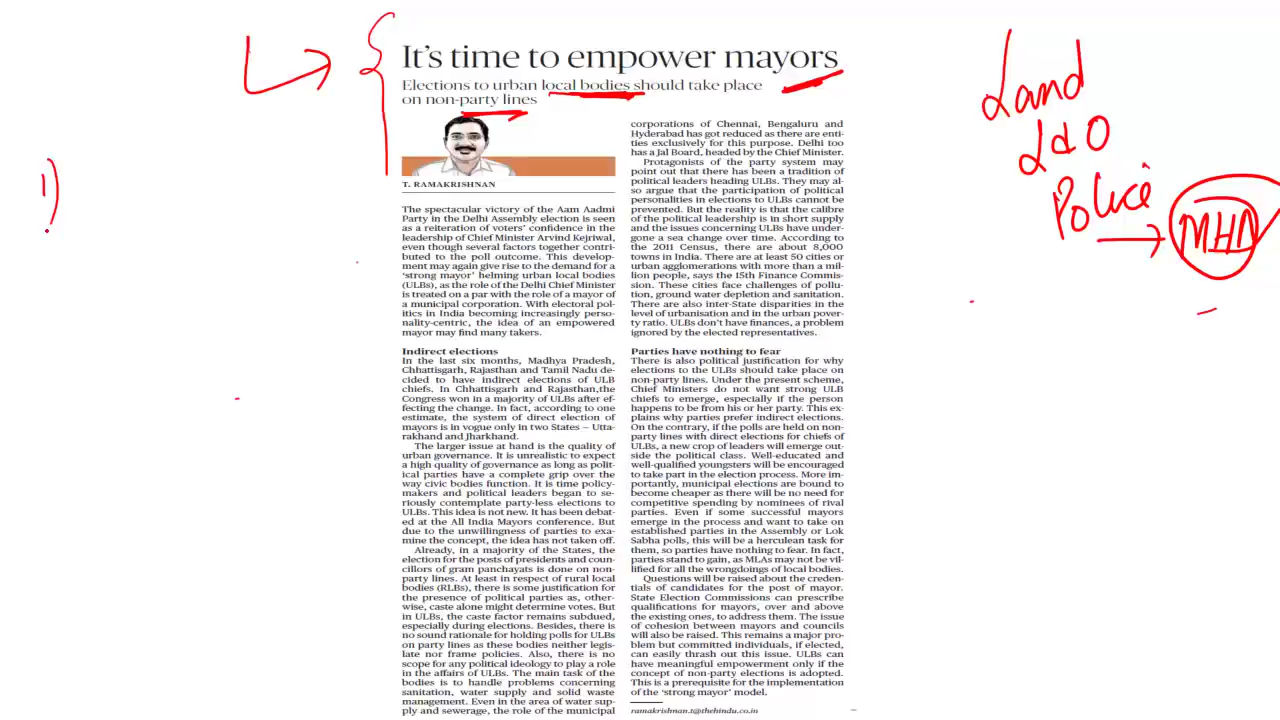 It's time to empower mayors
Elections to urban local bodies should take place
on non-party lines
T. RAMAKRISHNAN
The spectacular victory of the Aam Aadmi
Party in the Delhi Assembly election is seen
as a reiteration of voters' confidence in the
leadership of Chief Minister Arvind Kejriwal,
even though several factors together contri-
buted to the poll outcome. This develop-
ment may again give rise to the demand for a
'strong mayor' helming urban local bodies
(ULBs), as the role of the Delhi Chief Minister
is treated on a par with the role of a mayor of
a municipal corporation. With electoral pol-
itics in India becoming increasingly perso-
nality-centric, the idea of an empowered
mayor may find many takers.
Indirect elections
In the last six months, Madhya Pradesh,
Chhattisgarh, Rajasthan and Tamil Nadu de-
cided to have indirect elections of ULB
chiefs. In Chhattisgarh and Rajasthan,the
Congress won in a majority of ULBs after ef-
fecting the change. In fact, according to one
estimate, the system of direct election of
mayors is in vogue only in two States – Utta-
rakhand and Jharkhand.
The larger issue at hand is the quality of
urban governance. It is unrealistic to expect
a high quality of governance as long as polit-
ical parties have a complete grip over the
way civic bodies function. It is time policy-
makers and political leaders began to se-
riously contemplate party-less elections to
ULBs. This idea is not new. It has been debat-
ed at the All India Mayors conference. But
due to the unwillingness of parties to exa-
mine the concept, the idea has not taken off.
Already, in a majority of the States, the
election for the posts of presidents and coun-
cillors of gram panchayats is done on non-
party lines. At least in respect of rural local
bodies (RLBs), there is some justification for
the presence of political parties as, other-
wise, caste alone might determine votes. But
in ULBs, the caste factor remains subdued,
especially during elections. Besides, there is
no sound rationale for holding polls for ULBs
on party lines as these bodies neither legis-
late nor frame policies. Also, there is no
scope for any political ideology to play a role
in the affairs of ULBs. The main task of the
bodies is to handle problems concerning
sanitation, water supply and solid waste
management. Even in the area of water sup-
ply and sewerage, the role of the municipal
corporations of Chennai, Bengaluru and
Hyderabad has got reduced as there are enti-
ties exclusively for this purpose. Delhi too
has a Jal Board, headed by the Chief Minister.
Protagonists of the party system may
point out that there has been a tradition of
political leaders heading ULBs. They may al-
so argue that the participation of political
personalities in elections to ULBs cannot be
prevented. But the reality is that the calibre
of the political leadership is in short supply
and the issues concerning ULBs have under-
gone a sea change over time. According to
the 2011 Census, there are about 8,000
towns in India. There are at least 50 cities or
urban agglomerations with more than a mil-
lion people, says the 15th Finance Commis-
sion. These cities face challenges of pollu-
tion, ground water depletion and sanitation.
There are also inter-State disparities in the
level of urbanisation and in the urban pover-
ty ratio. ULBs don't have finances, a problem
ignored by the elected representatives.
Parties have nothing to fear
There is also political justification for why
elections to the ULBs should take place on
non-party lines. Under the present scheme,
Chief Ministers do not want strong ULB
chiefs to emerge, especially if the person
happens to be from his or her party. This ex-
plains why parties prefer indirect elections.
On the contrary, if the polls are held on non-
party lines with direct elections for chiefs of
ULBs, a new crop of leaders will emerge out-
side the political class. Well-educated and
well-qualified youngsters will be encouraged
to take part in the election process. More im-
portantly, municipal elections are bound to
become cheaper as there will be no need for
competitive spending by nominees of rival
parties. Even if some successful mayors
emerge in the process and want to take on
established parties in the Assembly or Lok
Sabha polls, this will be a herculean task for
them, so parties have nothing to fear. In fact,
parties stand to gain, as MLAs may not be vil-
lified for all the wrongdoings of local bodies.
Questions will be raised about the creden-
tials of candidates for the post of mayor.
State Election Commissions can prescribe
qualifications for mayors, over and above
the existing ones, to address them. The issue
of cohesion between mayors and councils
will also be raised. This remains a major pro-
blem but committed individuals, if elected,
can easily thrash out this issue. ULBs can
have meaningful empowerment only if the
concept of non-party elections is adopted.
This is a prerequisite for the implementation
of the 'strong mayor' model.
ramakrishnan.t@thehindu.co.in
1)
Land
L&O
Police
MHA